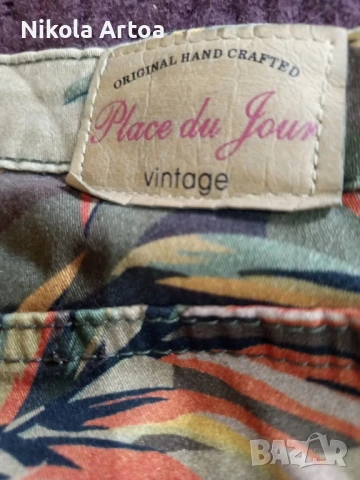 Nikola Artoa
ORIGINAL HAND CRAFTED
Place du Jour
vintage
BAZAR